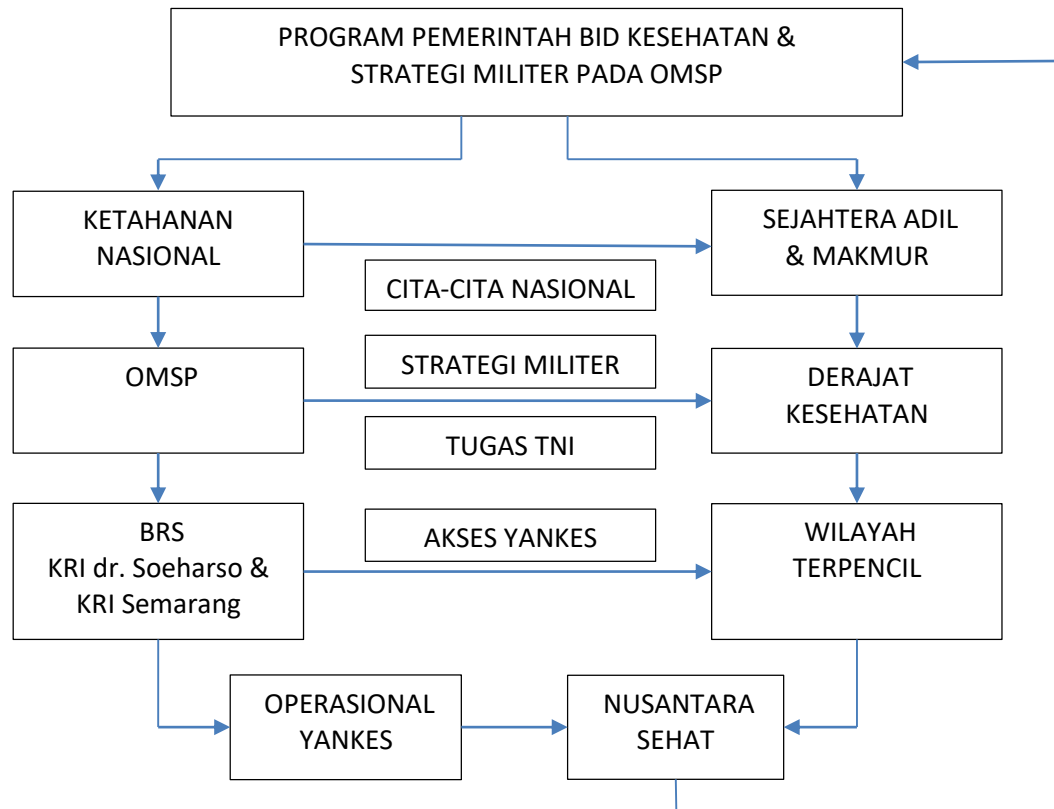 PROGRAM PEMERINTAH BID KESEHATAN &
STRATEGI MILITER PADA OMSP
KETAHANAN
NASIONAL
SEJAHTERA ADIL
& MAKMUR
CITA-CITA NASIONAL
OMSP
STRATEGI MILITER
DERAJAT
KESEHATAN
TUGAS TNI
BRS
KRI dr. Soeharso &
KRI Semarang
AKSES YANKES
WILAYAH
TERPENCIL
OPERASIONAL
YANKES
NUSANTARA
SEHAT